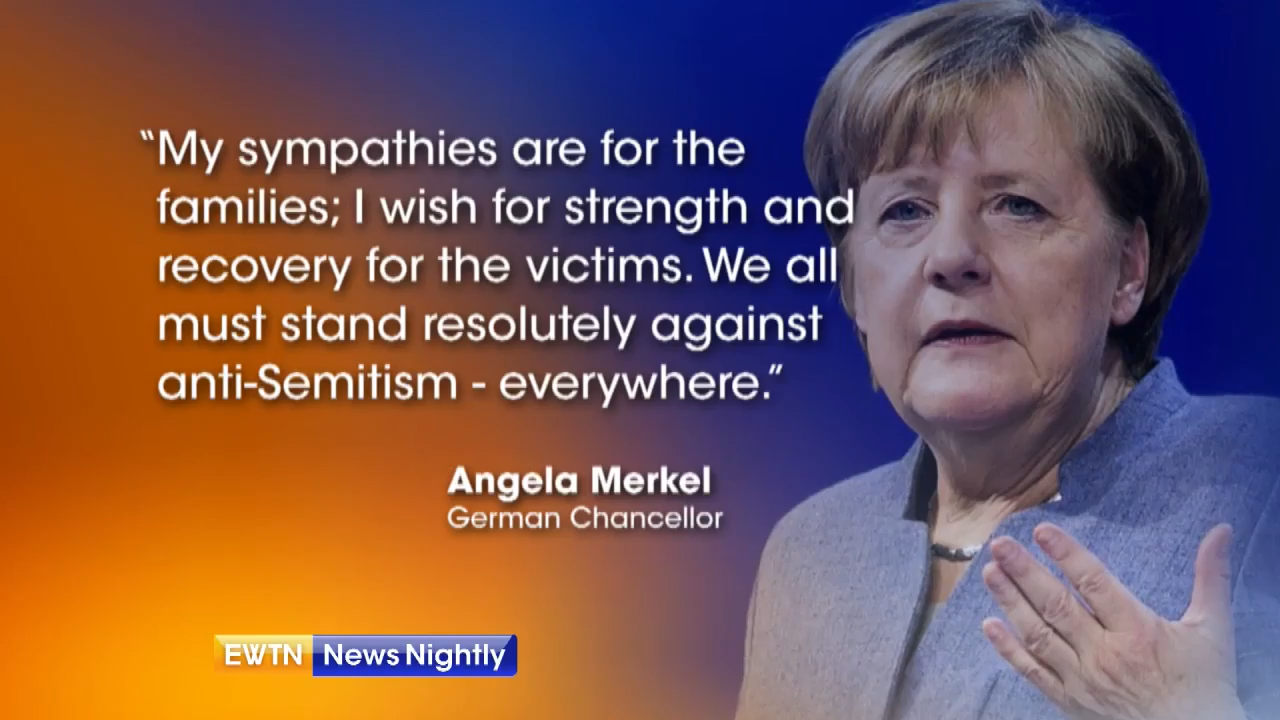 “My sympathies are for the
families; I wish for strength and
recovery for the victims. We all
must stand resolutely against
anti-Semitism - everywhere.”
Angela Merkel
German Chancellor
EWTN News Nightly